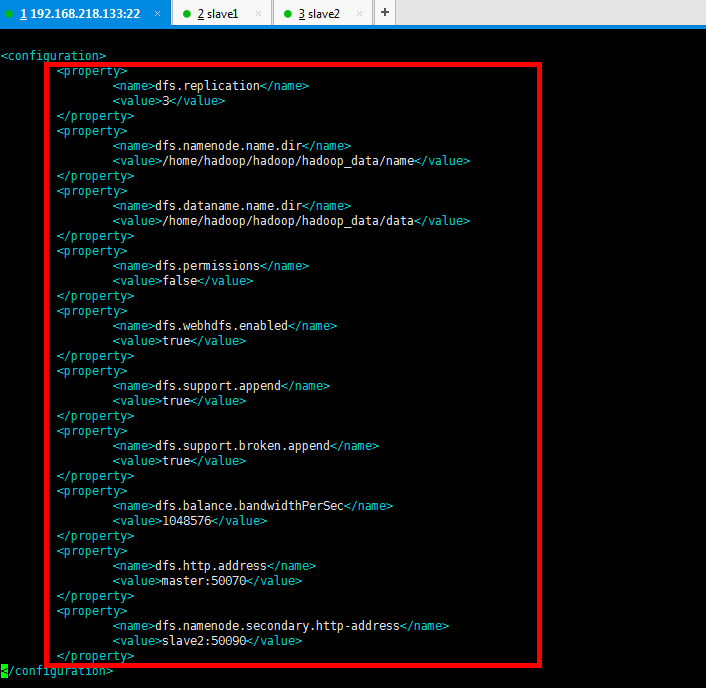 1 192.168.218.133:22 × 2 slave1 × 3 slave2 × +
<configuration>
<property>
<name>dfs.replication</name>
<value>3</value>
</property>
<property>
<name>dfs.namenode.name.dir</name>
<value>/home/hadoop/hadoop/hadoop_data/name</value>
</property>
<property>
<name>dfs.dataname.name.dir</name>
<value>/home/hadoop/hadoop/hadoop_data/data</value>
</property>
<property>
<name>dfs.permissions</name>
<value>false</value>
</property>
<property>
<name>dfs.webhdfs.enabled</name>
<value>true</value>
</property>
<property>
<name>dfs.support.append</name>
<value>true</value>
</property>
<property>
<name>dfs.support.broken.append</name>
<value>true</value>
</property>
<property>
<name>dfs.balance.bandwidthPerSec</name>
<value>1048576</value>
</property>
<property>
<name>dfs.http.address</name>
<value>master:50070</value>
</property>
<property>
<name>dfs.namenode.secondary.http-address</name>
<value>slave2:50090</value>
</property>
</configuration>